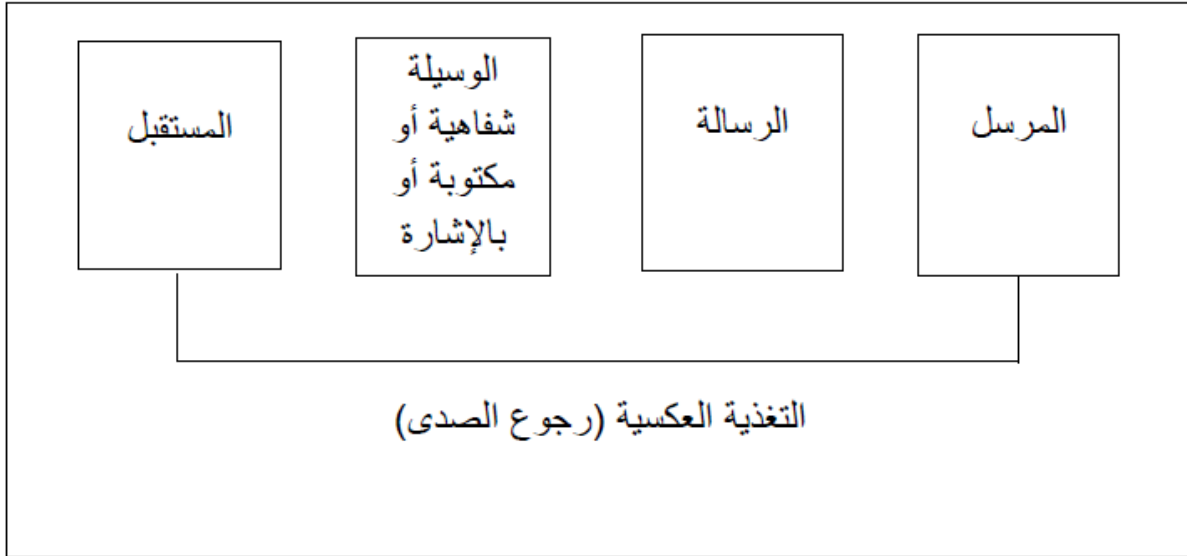 المرسل
الرسالة
الوسيلة
شفاهية أو
مكتوبة أو
بالإشارة
المستقبل
التغذية العكسية (رجوع الصدى)